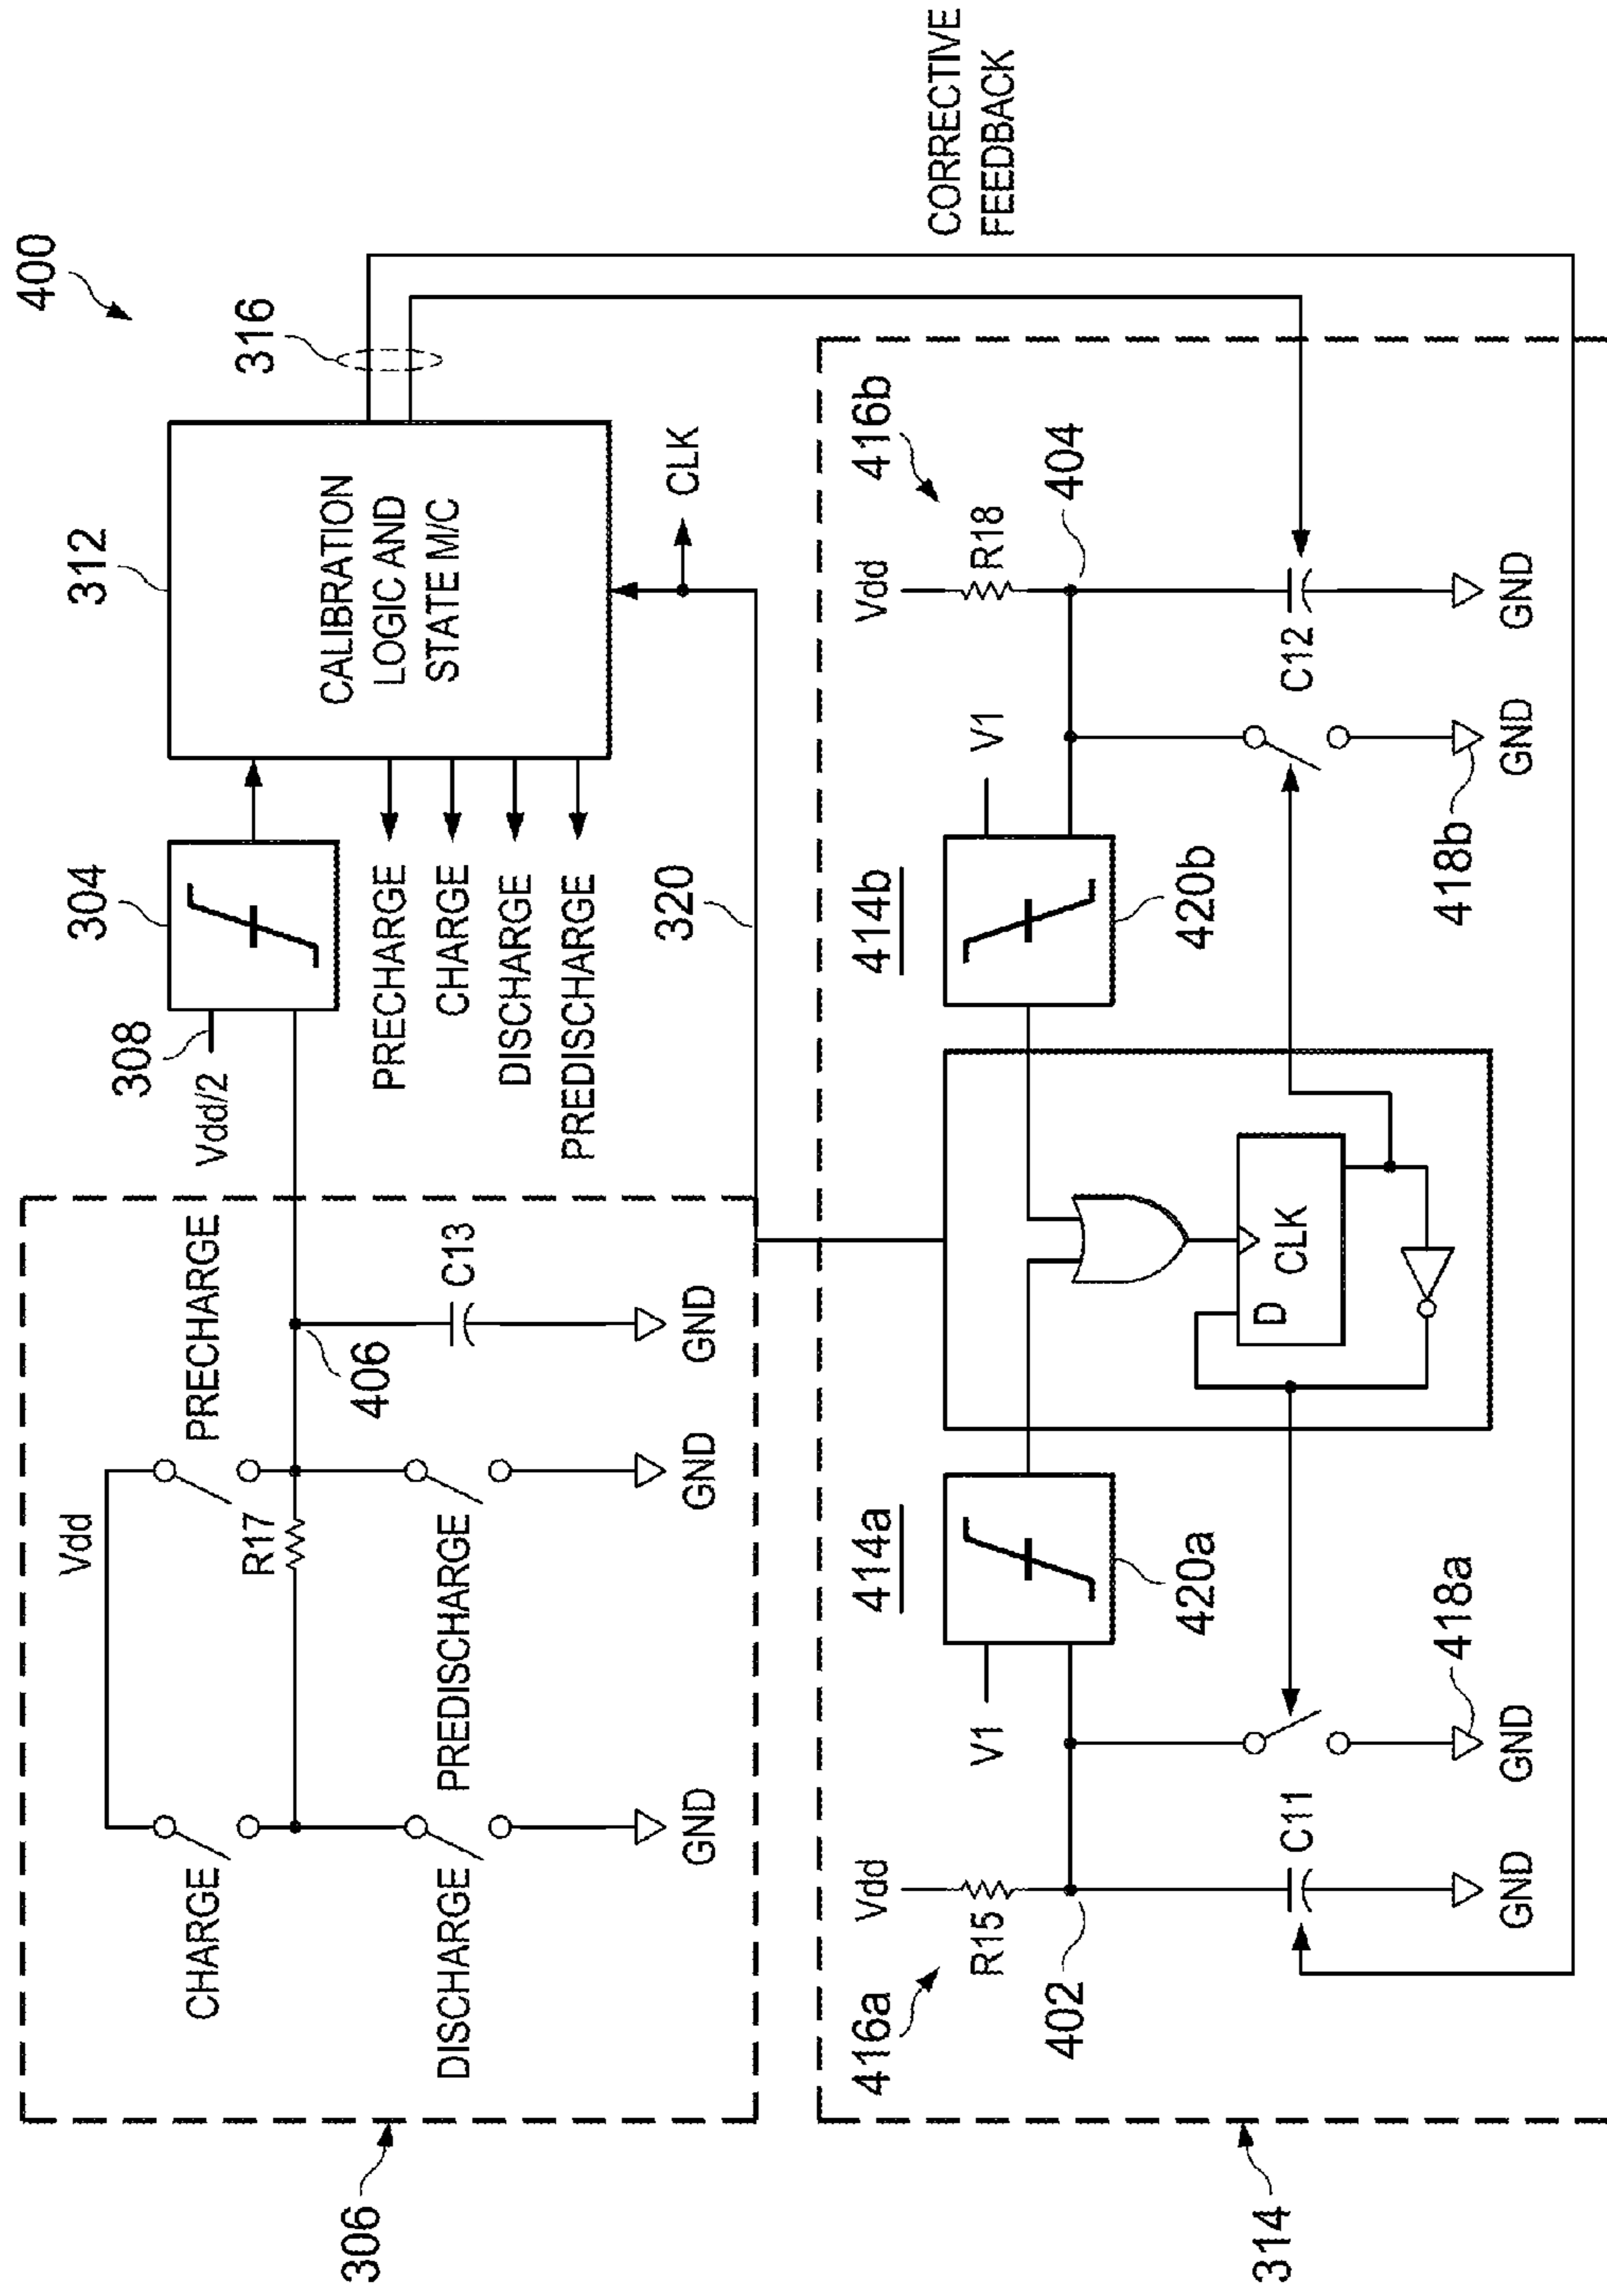 400
306
CHARGE
Vdd
PRECHARGE
R17
DISCHARGE
PREDISCHARGE
406
C13
GND
GND
GND
Vdd/2
308
304
312
CALIBRATION
LOGIC AND
STATE M/C
316
PRECHARGE
CHARGE
DISCHARGE
PREDISCHARGE
320
CLK
CORRECTIVE
FEEDBACK
314
416a
Vdd
R15
402
C11
GND
V1
414a
420a
418a
GND
D
CLK
414b
420b
V1
418b
GND
416b
Vdd
R18
404
C12
GND